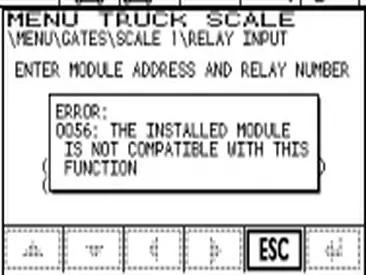 MENU TRUCK SCALE
\MENU\GATES\SCALE 1\RELAY INPUT
ENTER MODULE ADDRESS AND RELAY NUMBER
ERROR:
0056: THE INSTALLED MODULE
IS NOT COMPATIBLE WITH THIS
FUNCTION
ESC